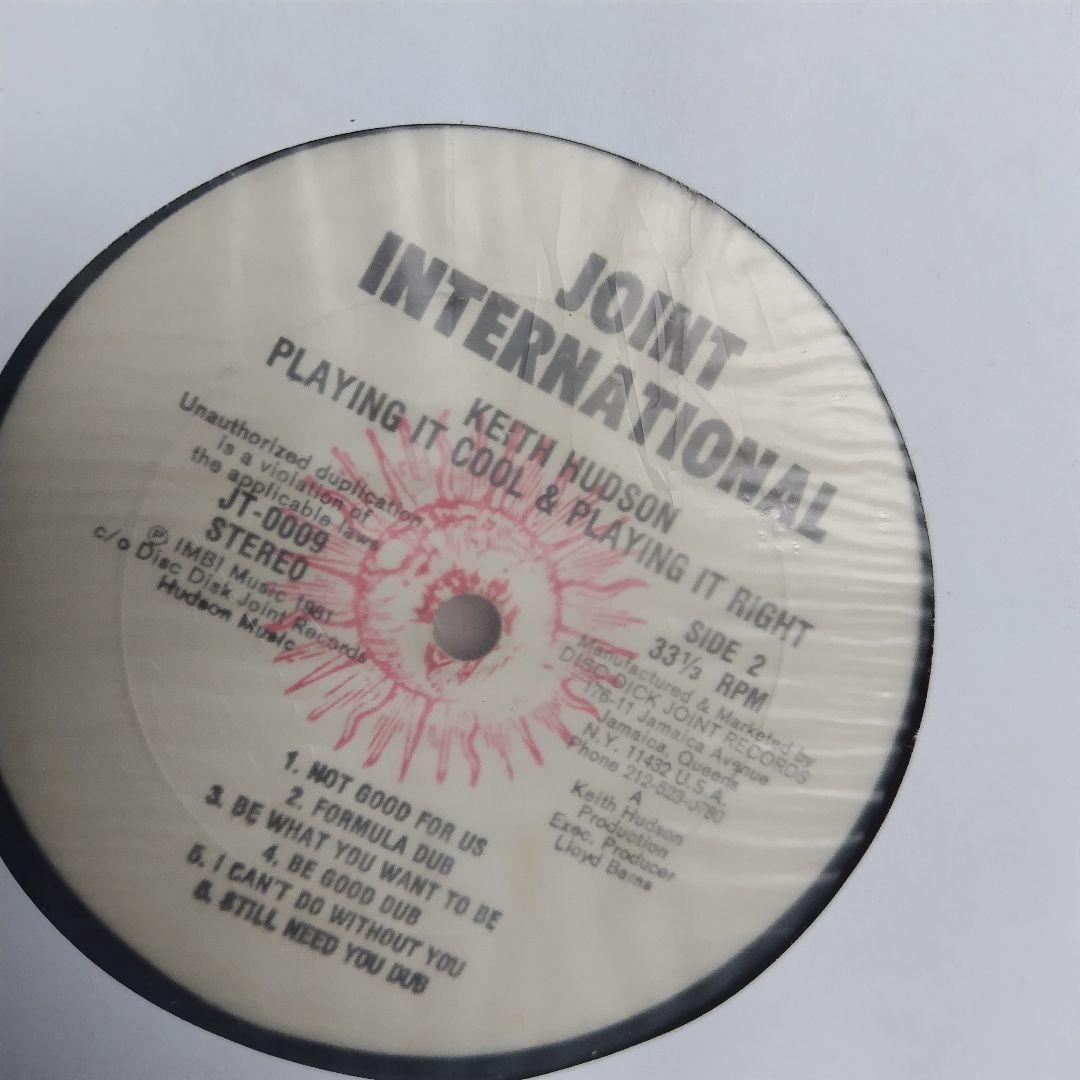 JOINT
INTERNATIONAL
KEITH HUDSON
PLAYING IT COOL & PLAYING IT RIGHT
Unauthorized duplication
is a violation of
the applicable laws
JT-0009
STEREO
℗ IMBI Music 1981
c/o Disc Disk Joint Records
Hudson Music
SIDE 2
33⅓ RPM
Manufactured & Marketed by
DISC DICK JOINT RECORDS
176-11 Jamaica Avenue
Jamaica, Queens
N.Y. 11432 U.S.A.
Phone 212-523-0780
A
Keith Hudson
Production
Exec. Producer
Lloyd Barns
1. NOT GOOD FOR US
2. FORMULA DUB
3. BE WHAT YOU WANT TO BE
4. BE GOOD DUB
5. I CAN'T DO WITHOUT YOU
6. STILL NEED YOU DUB